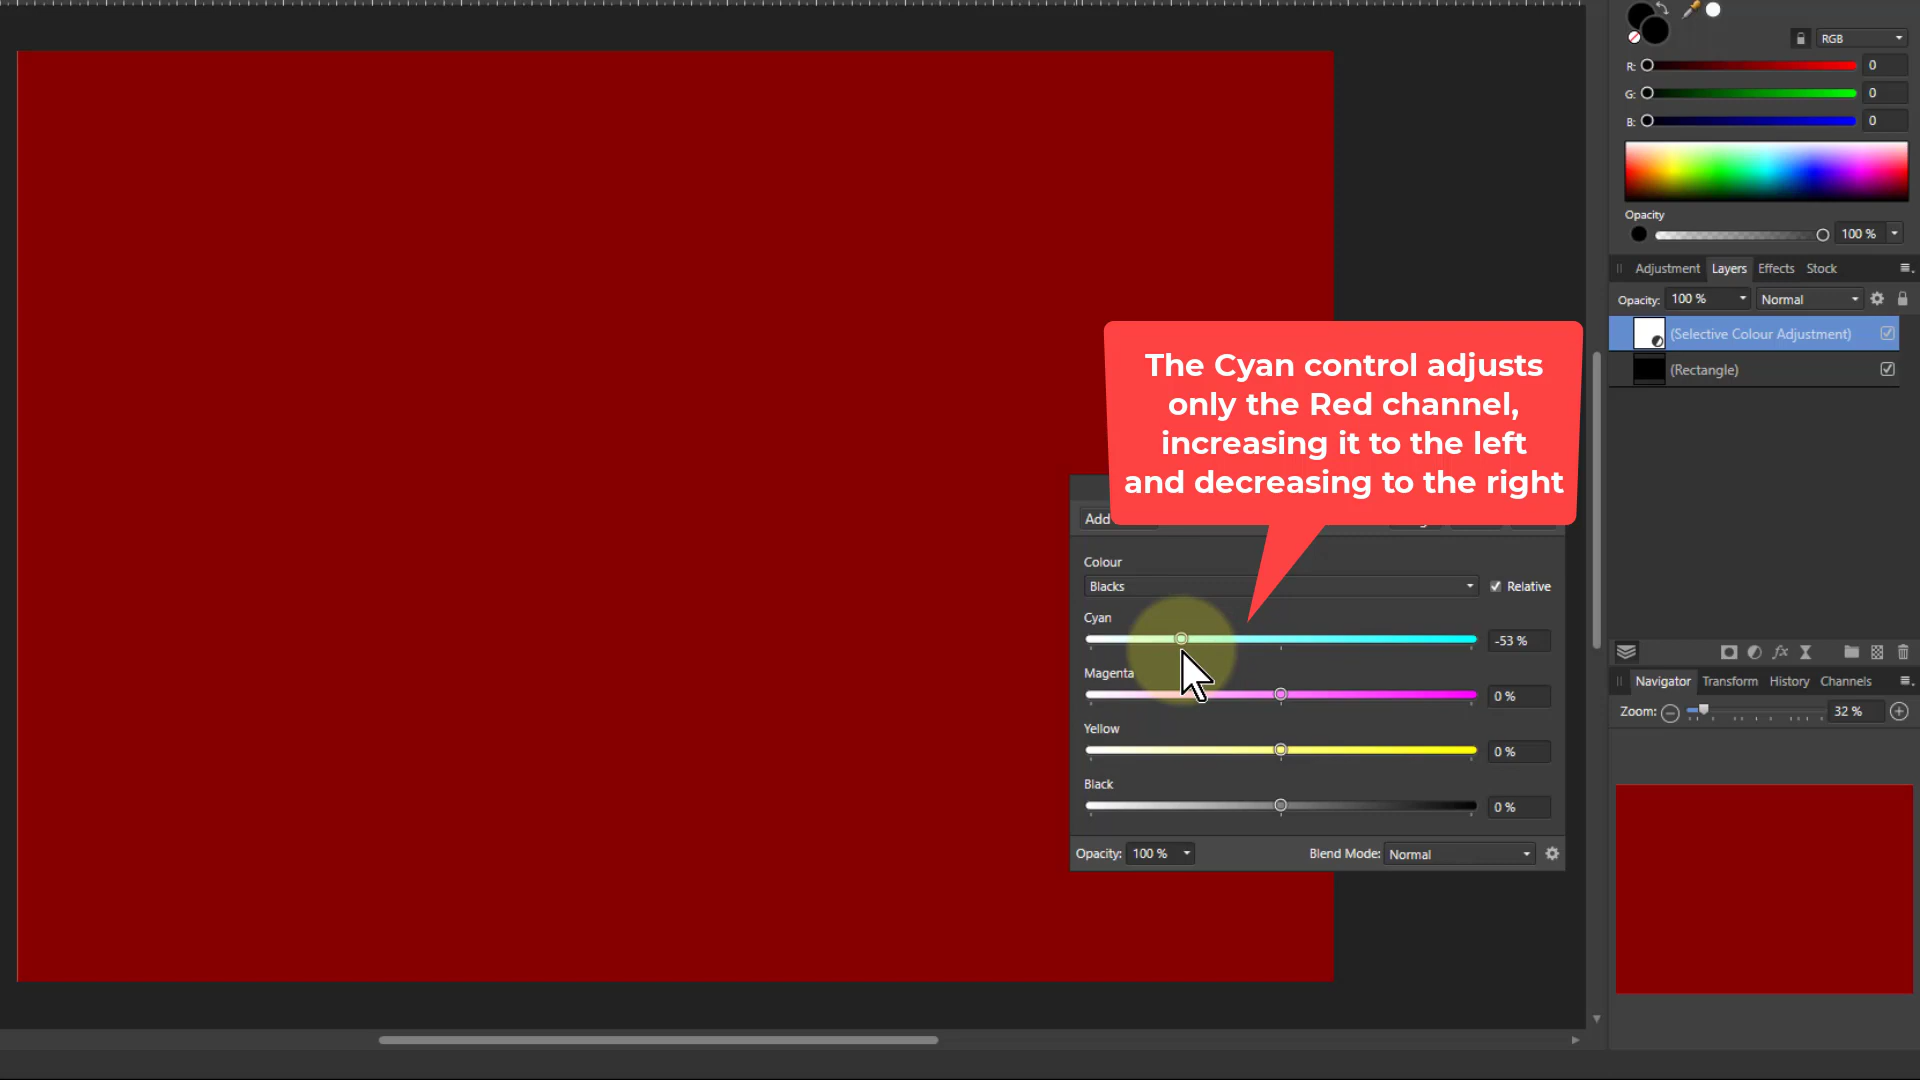 RGB
R:
0
G:
0
B:
0
Opacity
100 %
Adjustment Layers Effects Stock
Opacity: 100 % Normal
(Selective Colour Adjustment)
(Rectangle)
The Cyan control adjusts
only the Red channel,
increasing it to the left
and decreasing to the right
Add
Colour
Blacks
Relative
Cyan
-53 %
Magenta
0 %
Yellow
0 %
Black
0 %
Opacity: 100 % Blend Mode: Normal
fx
Navigator Transform History Channels
Zoom: 32 %